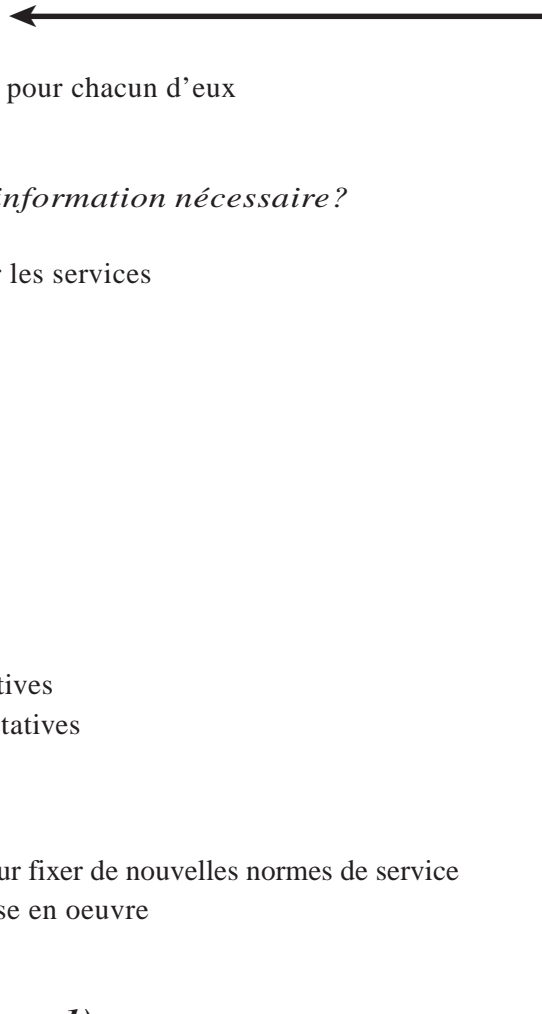 pour chacun d’eux
information nécessaire?
les services
tives
tatives
ur fixer de nouvelles normes de service
se en oeuvre